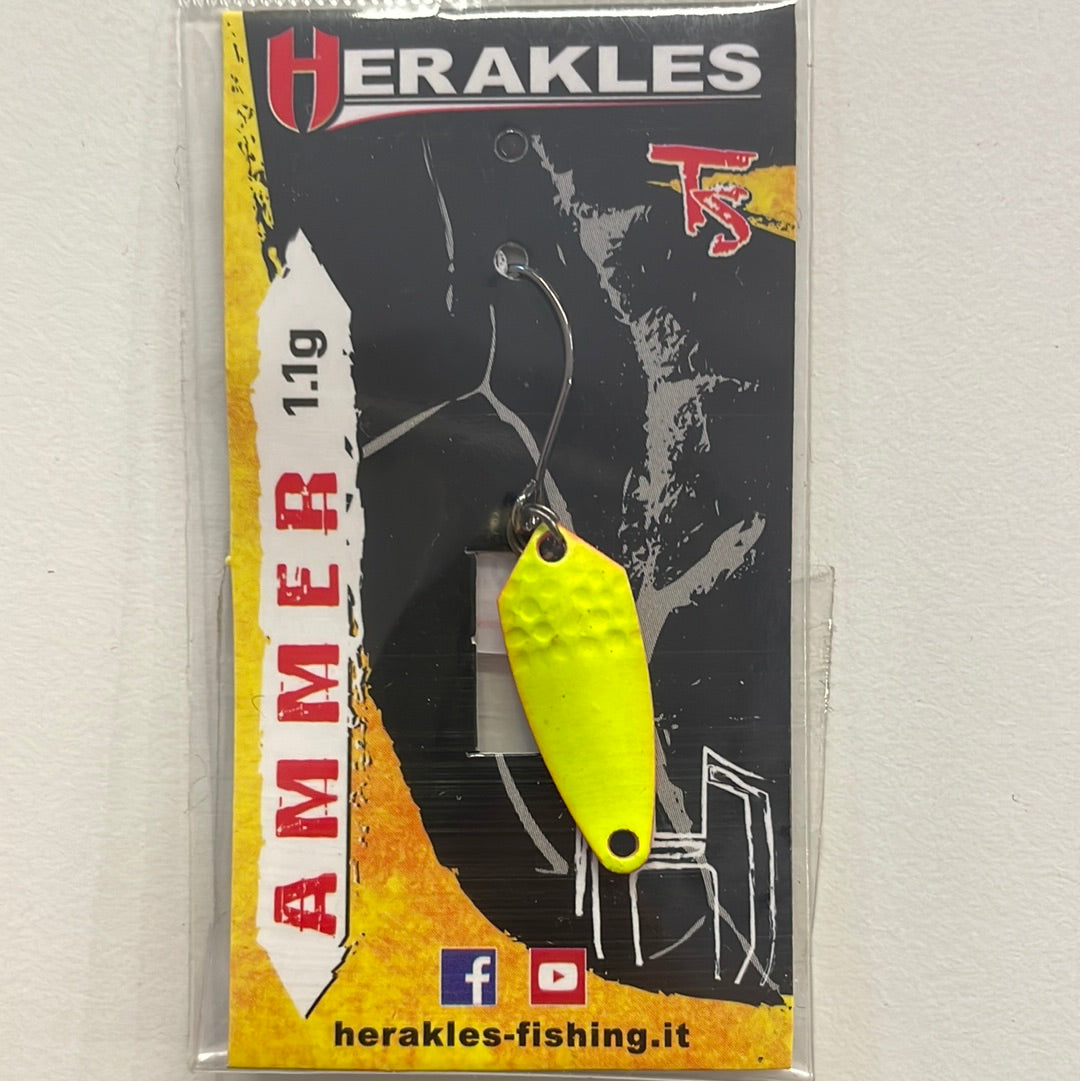 HERAKLES
TS
AMMER 1.1g
herakles-fishing.it